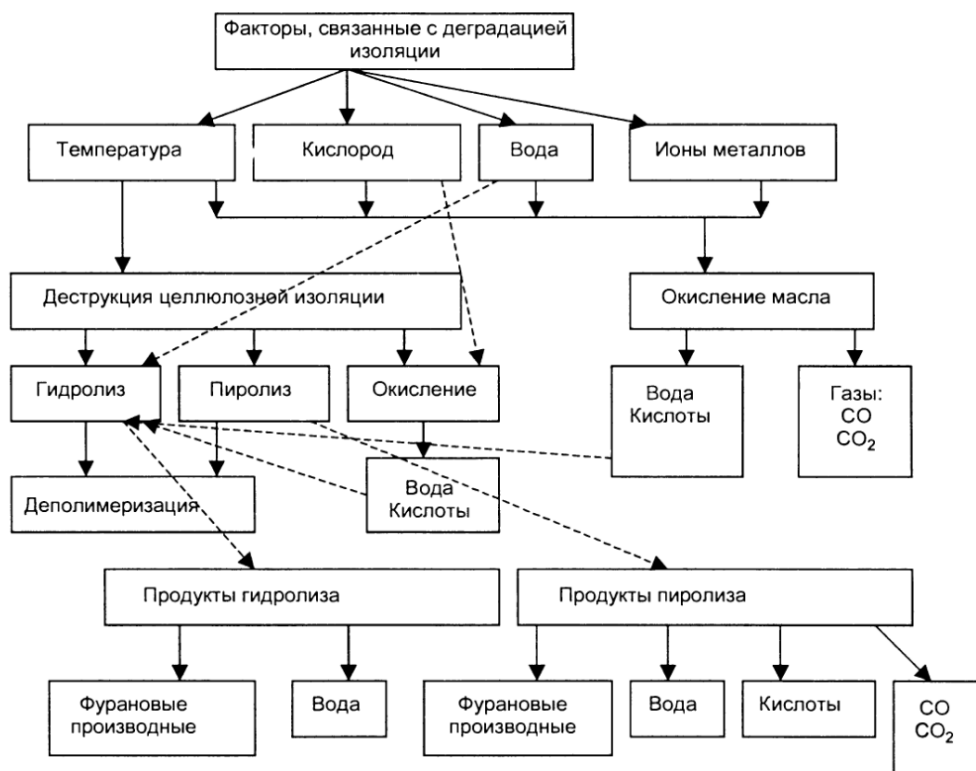 Факторы, связанные с деградацией
изоляции
Температура
Кислород
Вода
Ионы металлов
Деструкция целлюлозной изоляции
Окисление масла
Гидролиз
Пиролиз
Окисление
Вода
Кислоты
Газы:
CO
CO₂
Деполимеризация
Вода
Кислоты
Продукты гидролиза
Продукты пиролиза
Фурановые
производные
Вода
Фурановые
производные
Вода
Кислоты
CO
CO₂